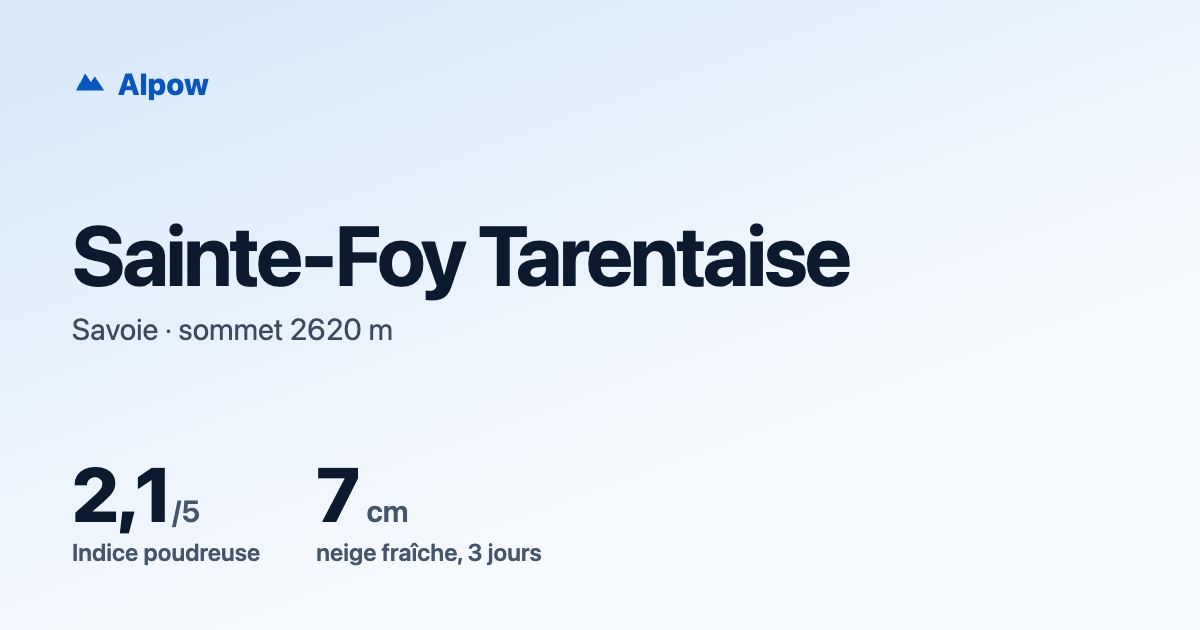 Alpow
Sainte-Foy Tarentaise
Savoie · sommet 2620 m
2,1/5 7 cm
Indice poudreuse neige fraîche, 3 jours